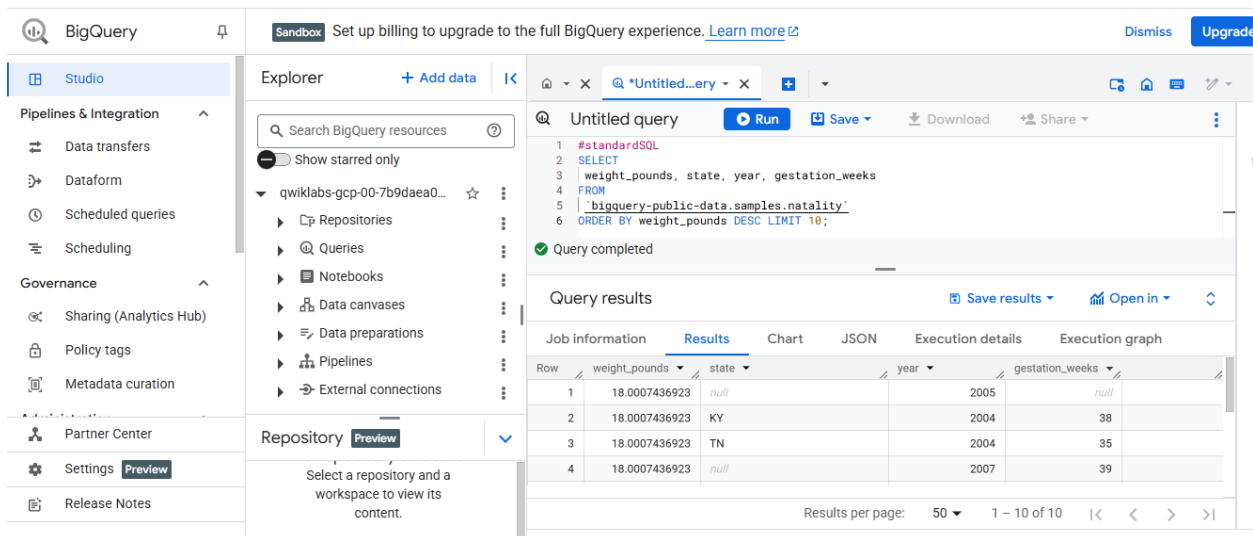 BigQuery
Sandbox Set up billing to upgrade to the full BigQuery experience. Learn more
Dismiss
Upgrade
Studio
Pipelines & Integration
Data transfers
Dataform
Scheduled queries
Scheduling
Governance
Sharing (Analytics Hub)
Policy tags
Metadata curation
Partner Center
Settings Preview
Release Notes
Explorer
+ Add data
Search BigQuery resources
Show starred only
qwiklabs-gcp-00-7b9daea0...
Repositories
Queries
Notebooks
Data canvases
Data preparations
Pipelines
External connections
Repository Preview
Select a repository and a
workspace to view its
content.
*Untitled...ery
Untitled query
Run
Save
Download
Share
1 #standardSQL
2 SELECT
3 weight_pounds, state, year, gestation_weeks
4 FROM
5 `bigquery-public-data.samples.natality`
6 ORDER BY weight_pounds DESC LIMIT 10;
Query completed
Query results
Save results
Open in
Job information Results Chart JSON Execution details Execution graph
Row weight_pounds state year gestation_weeks
1 18.0007436923 null 2005 null
2 18.0007436923 KY 2004 38
3 18.0007436923 TN 2004 35
4 18.0007436923 null 2007 39
Results per page: 50 1 – 10 of 10